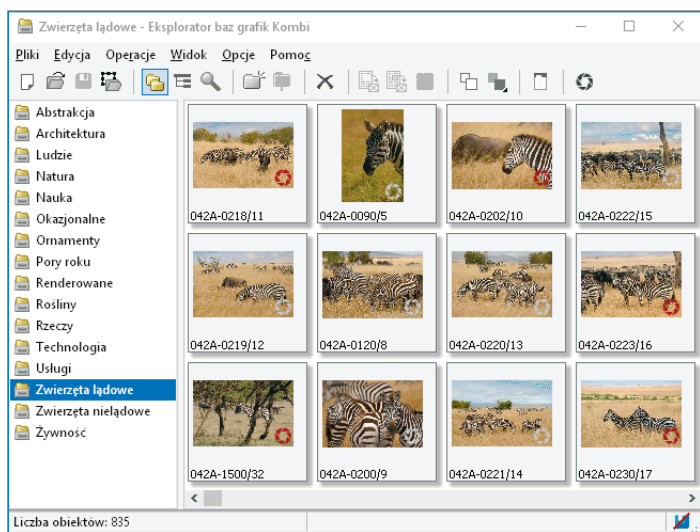 Zwierzęta lądowe - Eksplorator baz grafik Kombi
Pliki Edycja Operacje Widok Opcje Pomoc
Abstrakcja
Architektura
Ludzie
Natura
Nauka
Okazjonalne
Ornamenty
Pory roku
Renderowane
Rośliny
Rzeczy
Technologia
Usługi
Zwierzęta lądowe
Zwierzęta nielądowe
Żywność
042A-0218/11 042A-0090/5 042A-0202/10 042A-0222/15
042A-0219/12 042A-0120/8 042A-0220/13 042A-0223/16
042A-1500/32 042A-0200/9 042A-0221/14 042A-0230/17
Liczba obiektów: 835